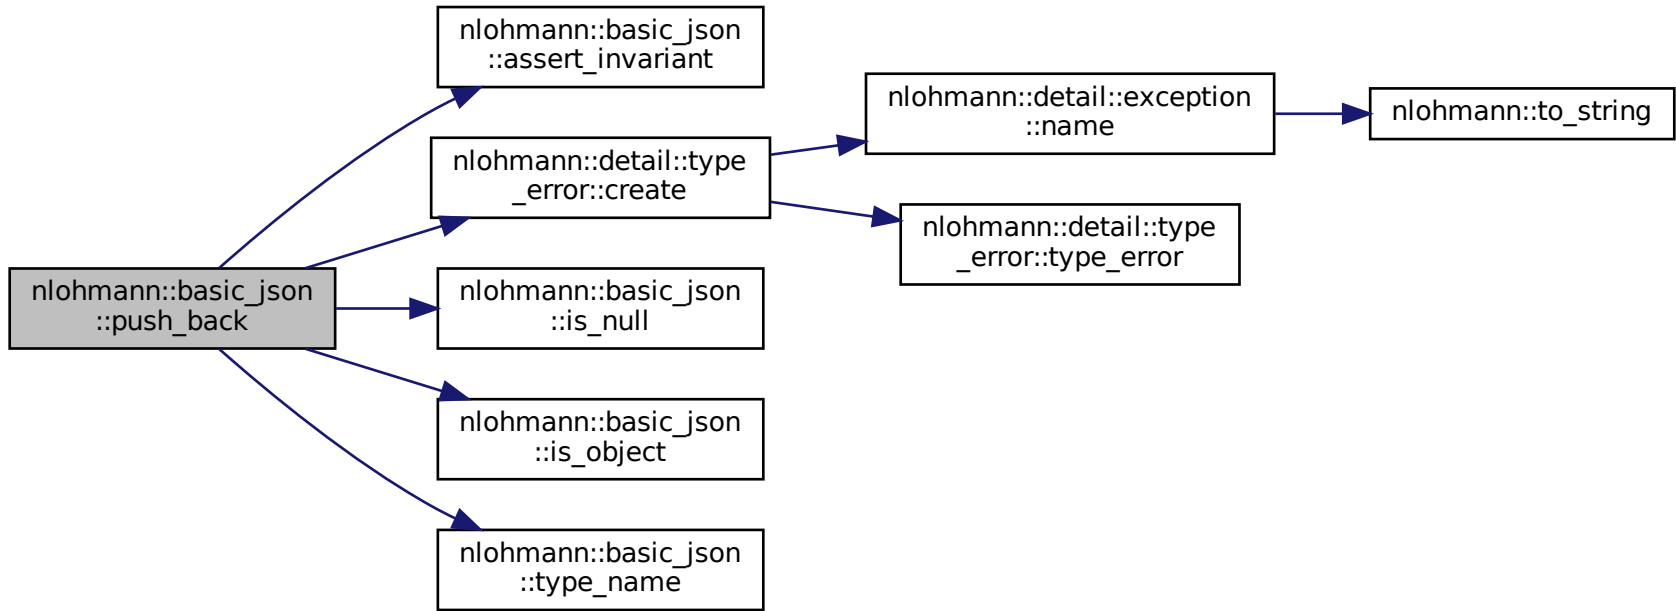 nlohmann::basic_json
::push_back
nlohmann::basic_json
::assert_invariant
nlohmann::detail::type
_error::create
nlohmann::basic_json
::is_null
nlohmann::basic_json
::is_object
nlohmann::basic_json
::type_name
nlohmann::detail::exception
::name
nlohmann::detail::type
_error::type_error
nlohmann::to_string